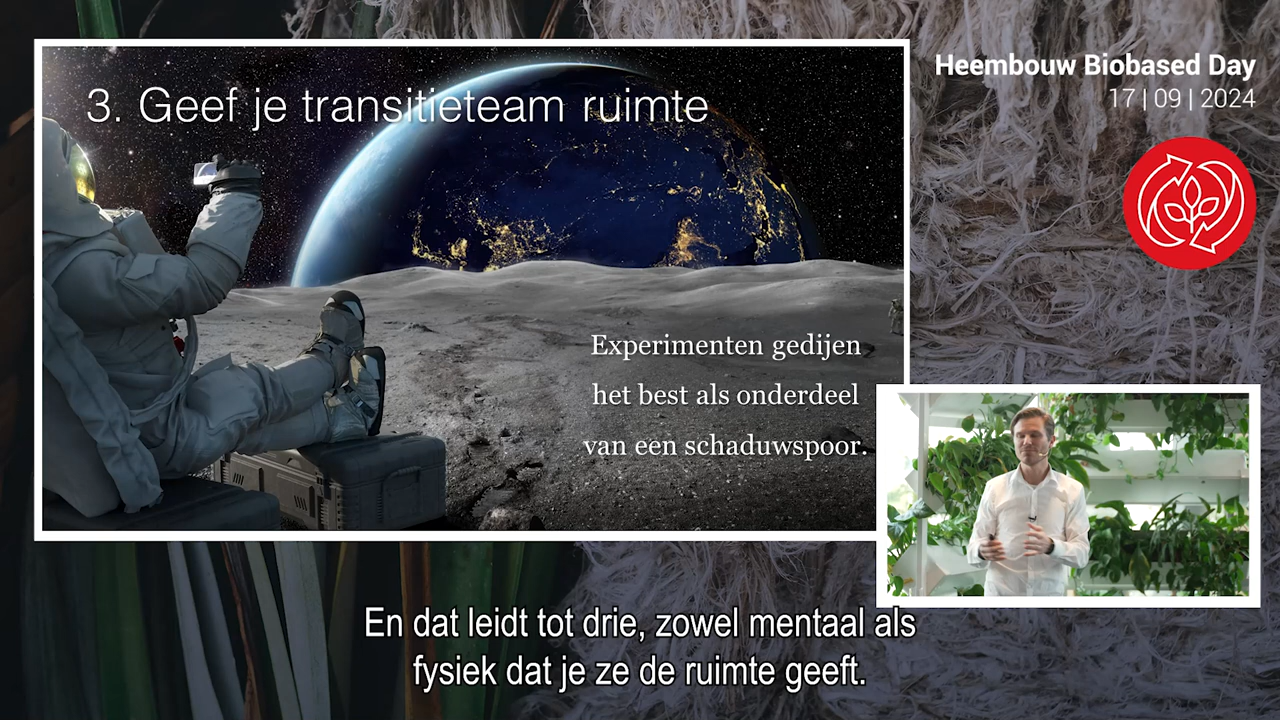 3. Geef je transitieteam ruimte
Experimenten gedijen
het best als onderdeel
van een schaduwspoor.
Heembouw Biobased Day
17 | 09 | 2024
En dat leidt tot drie, zowel mentaal als
fysiek dat je ze de ruimte geeft.